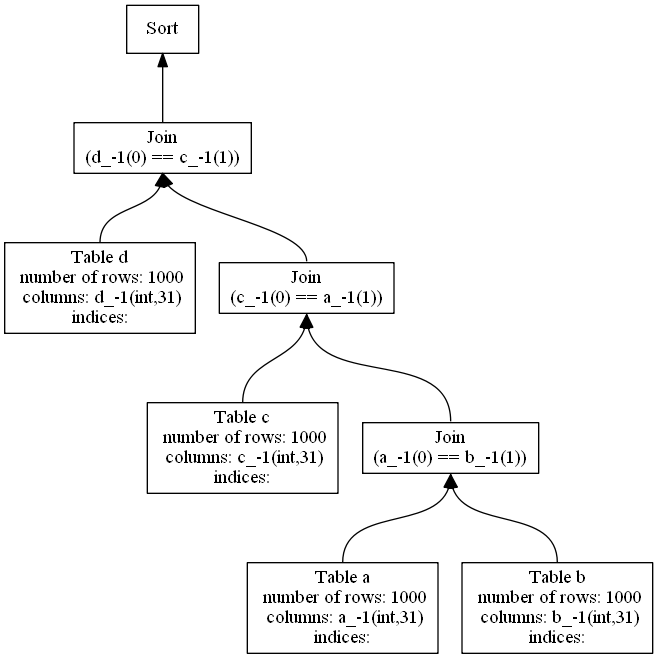 Sort
Join
(d_-1(0) == c_-1(1))
Table d
number of rows: 1000
columns: d_-1(int,31)
indices:
Join
(c_-1(0) == a_-1(1))
Table c
number of rows: 1000
columns: c_-1(int,31)
indices:
Join
(a_-1(0) == b_-1(1))
Table a
number of rows: 1000
columns: a_-1(int,31)
indices:
Table b
number of rows: 1000
columns: b_-1(int,31)
indices: